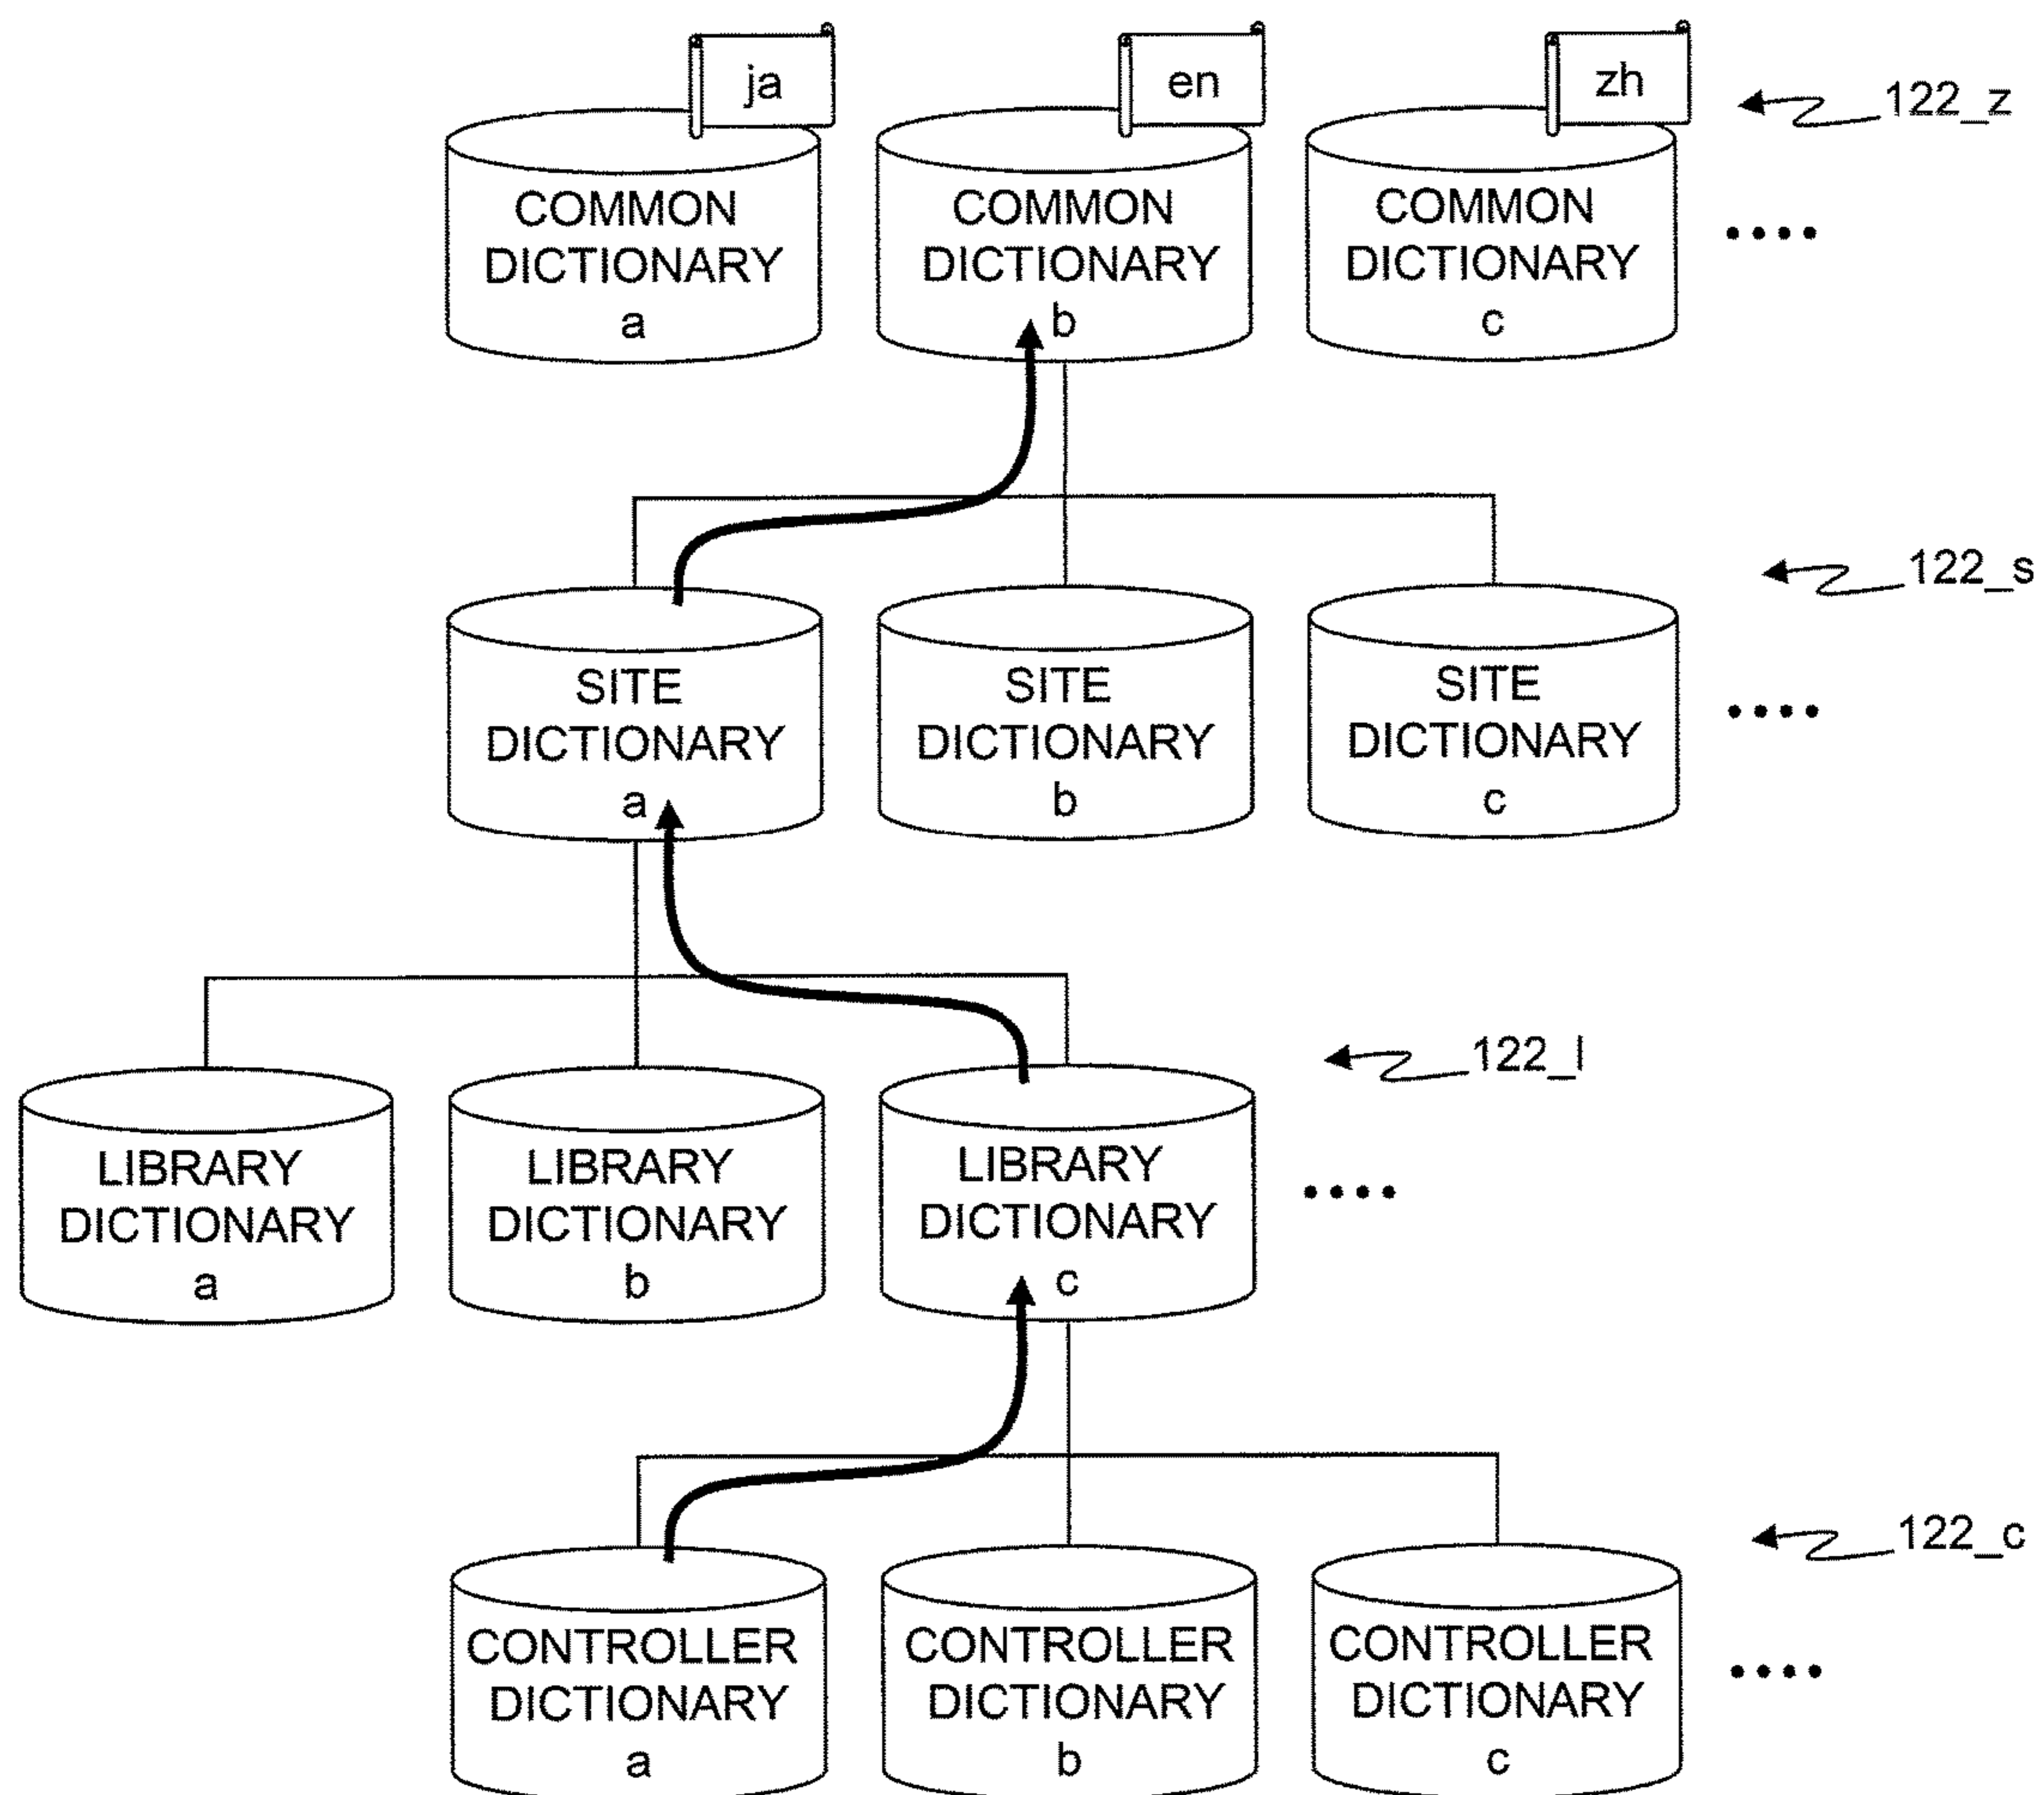 ja
en
zh
122_z
COMMON
DICTIONARY
a
COMMON
DICTIONARY
b
COMMON
DICTIONARY
c
....
122_s
SITE
DICTIONARY
a
SITE
DICTIONARY
b
SITE
DICTIONARY
c
....
122_l
LIBRARY
DICTIONARY
a
LIBRARY
DICTIONARY
b
LIBRARY
DICTIONARY
c
....
122_c
CONTROLLER
DICTIONARY
a
CONTROLLER
DICTIONARY
b
CONTROLLER
DICTIONARY
c
....